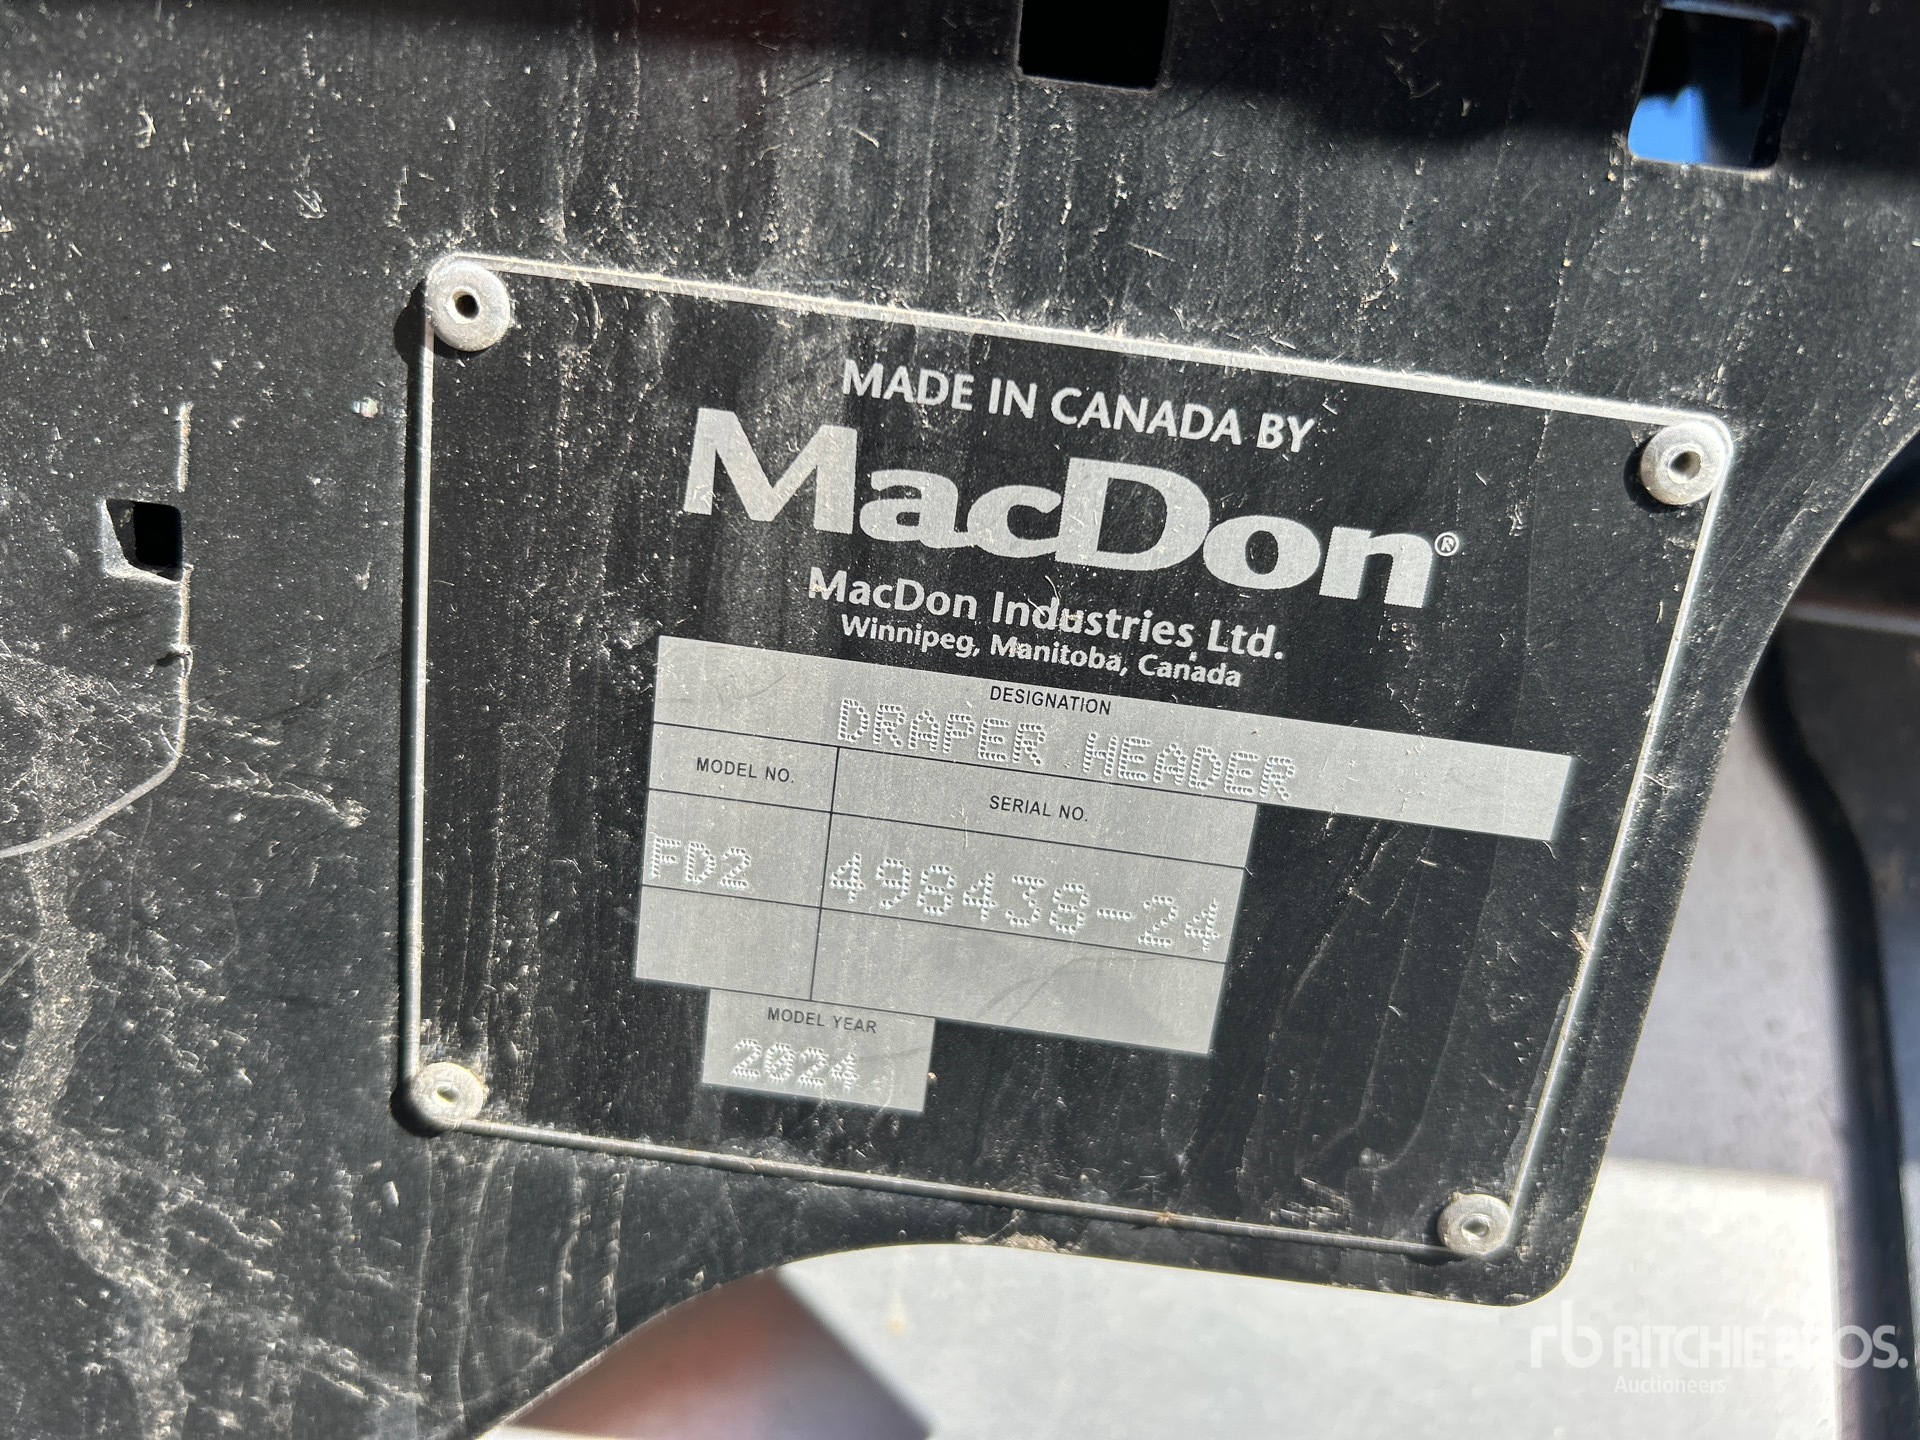 MADE IN CANADA BY
MacDon®
MacDon Industries, Ltd.
Winnipeg, Manitoba, Canada
DESIGNATION
DRAPER HEADER
MODEL NO.
SERIAL NO.
FD2
498438-24
MODEL YEAR
2024
rb RITCHIE BROS.
Auctioneers